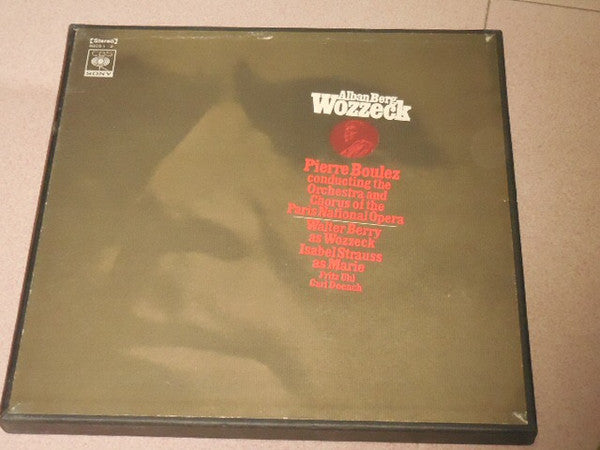 [Stereo]
CBS
SONY
Alban Berg
Wozzeck
Pierre Boulez
conducting the
Orchestra and
Chorus of the
Paris National Opera
Walter Berry
as Wozzeck
Isabel Strauss
as Marie
Fritz Uhl
Carl Doench